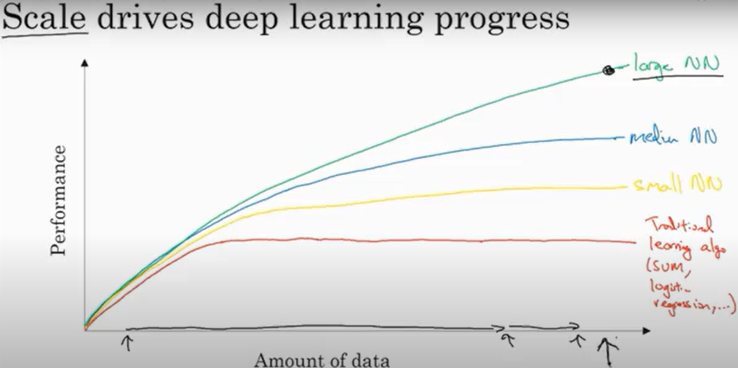 Scale drives deep learning progress
large NN
medium NN
small NN
Traditional
learning algo
(SVM,
logistic
regression,...)
Performance
Amount of data